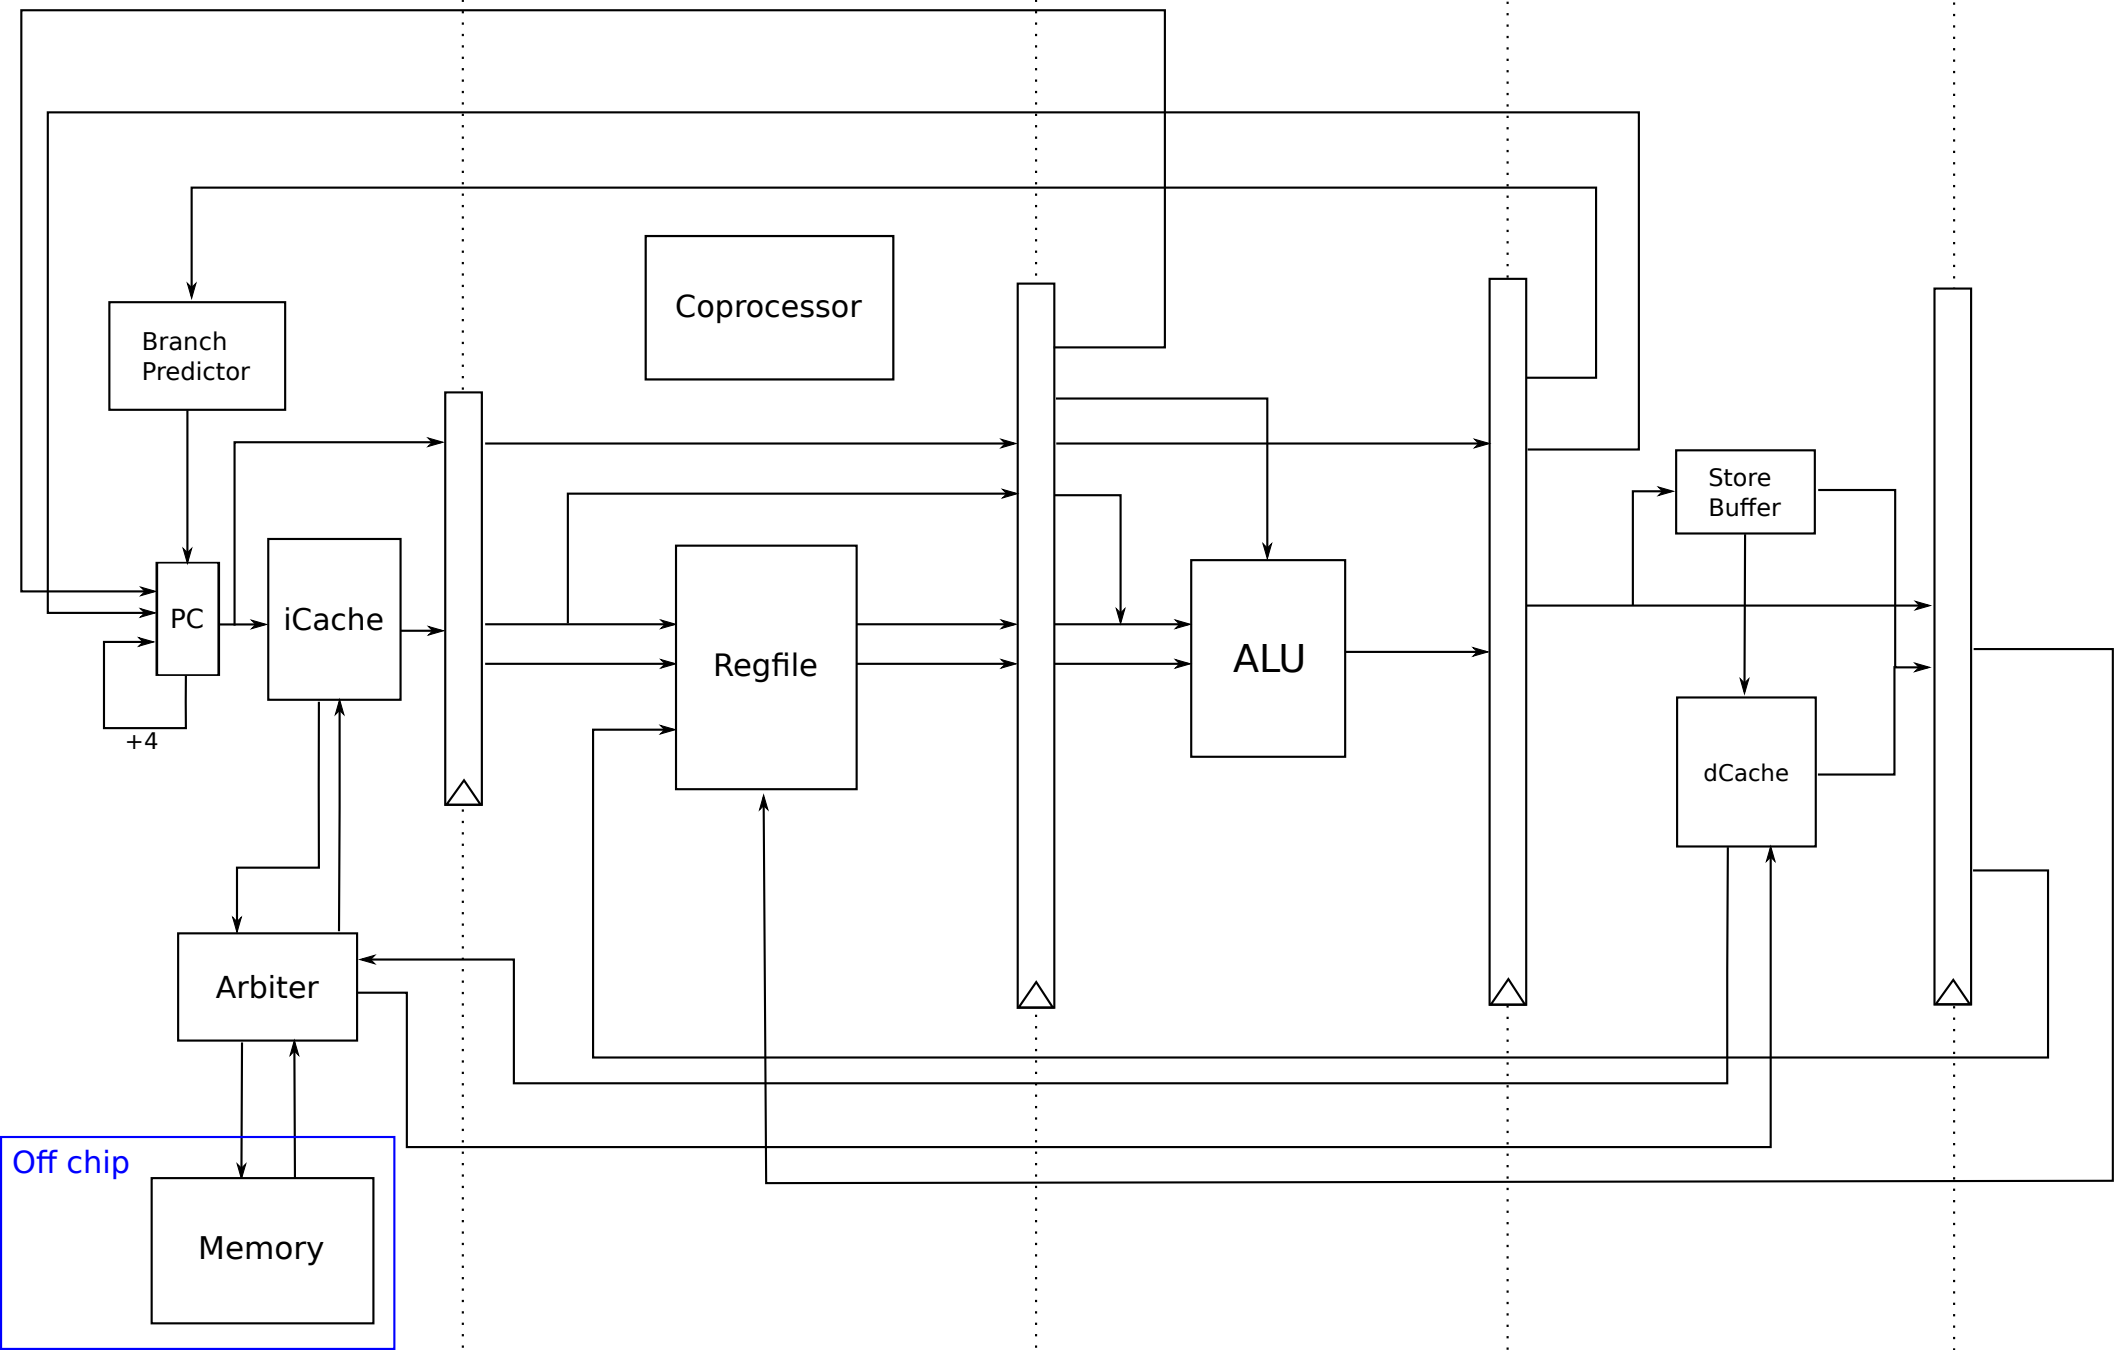 Coprocessor
Branch
Predictor
Store
Buffer
PC
iCache
Regfile
ALU
+4
dCache
Arbiter
Off chip
Memory